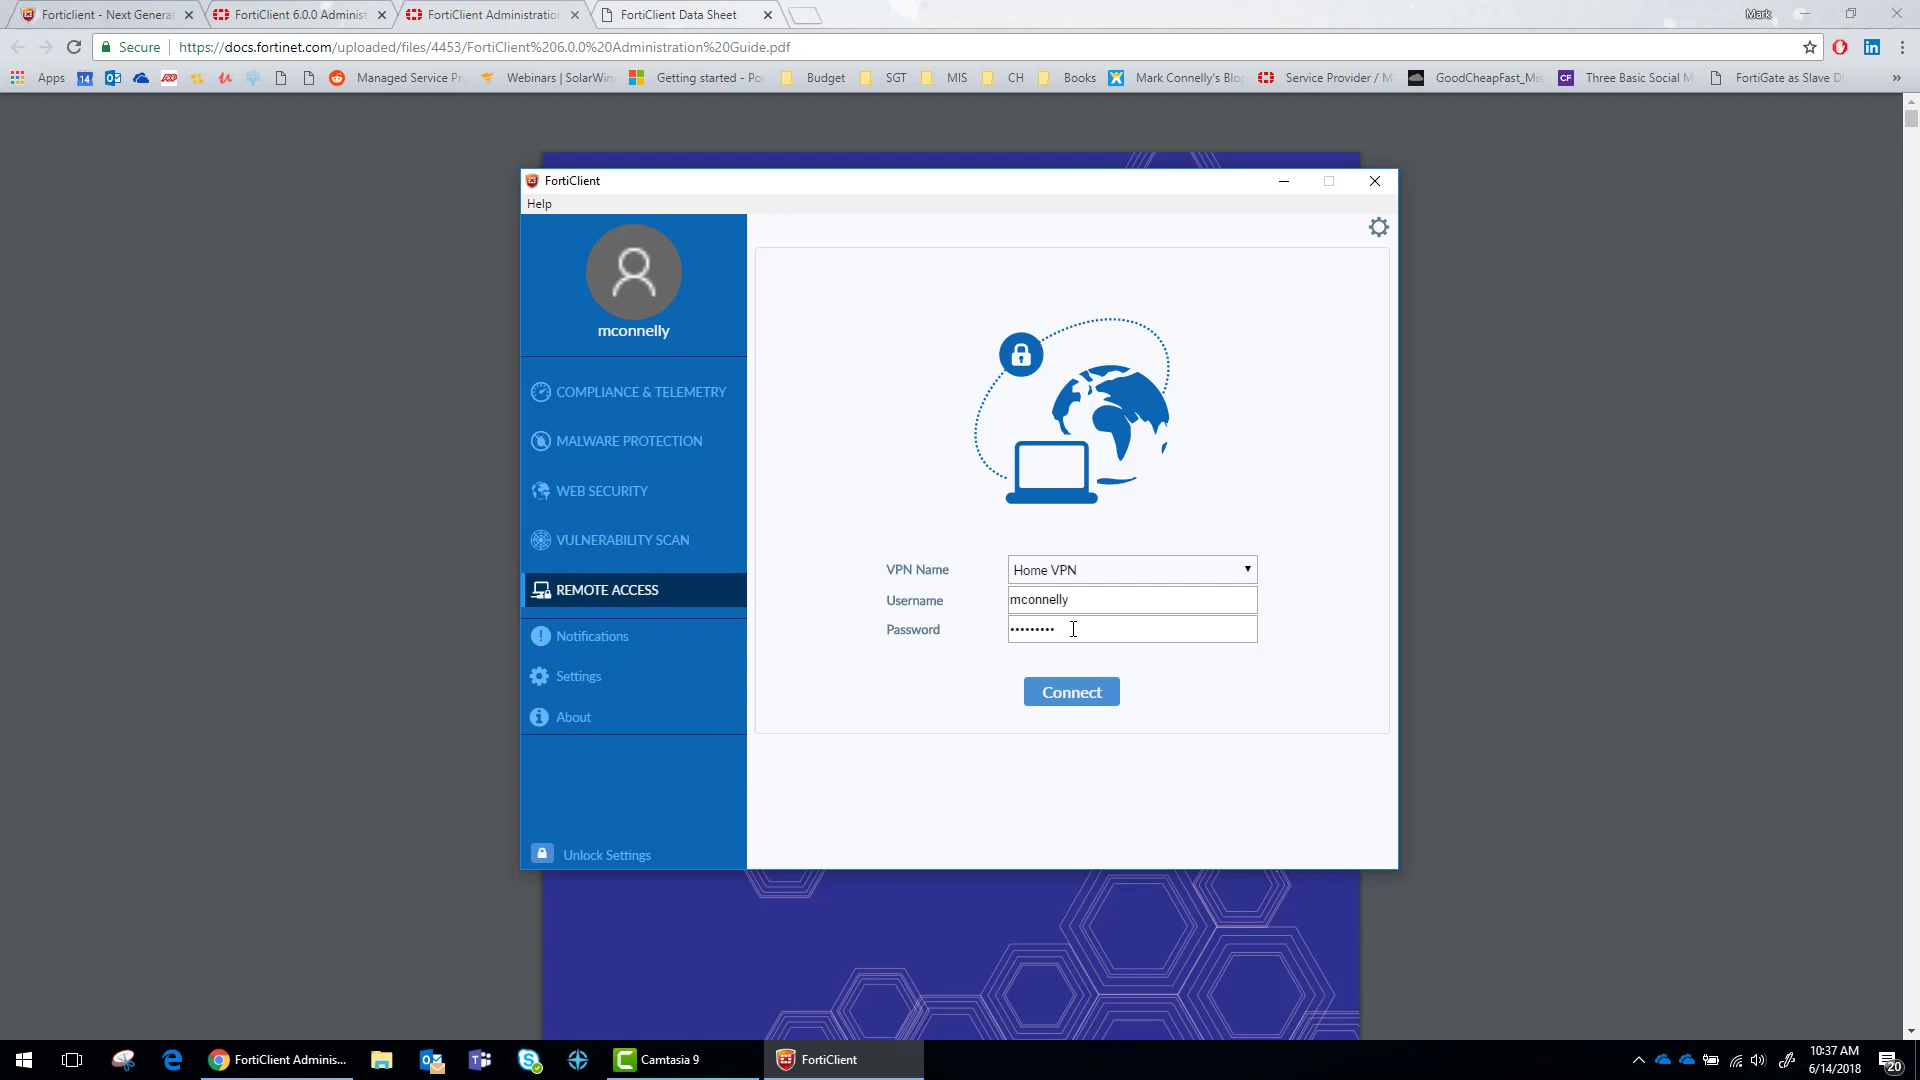 Forticlient - Next Genera
FortiClient 6.0.0 Administ
FortiClient Administratio
FortiClient Data Sheet
Mark
Secure
https://docs.fortinet.com/uploaded/files/4453/FortiClient%206.0.0%20Administration%20Guide.pdf
Apps
Managed Service Pr
Webinars | SolarWin
Getting started - Po
Budget
SGT
MIS
CH
Books
Mark Connelly's Blo
Service Provider / M
GoodCheapFast_Mis
Three Basic Social M
FortiGate as Slave D
»
FortiClient
Help
mconnelly
COMPLIANCE & TELEMETRY
MALWARE PROTECTION
WEB SECURITY
VULNERABILITY SCAN
REMOTE ACCESS
Notifications
Settings
About
Unlock Settings
VPN Name
Home VPN
Username
mconnelly
Password
•••••••••
Connect
FortiClient Adminis...
Camtasia 9
FortiClient
10:37 AM
6/14/2018
20